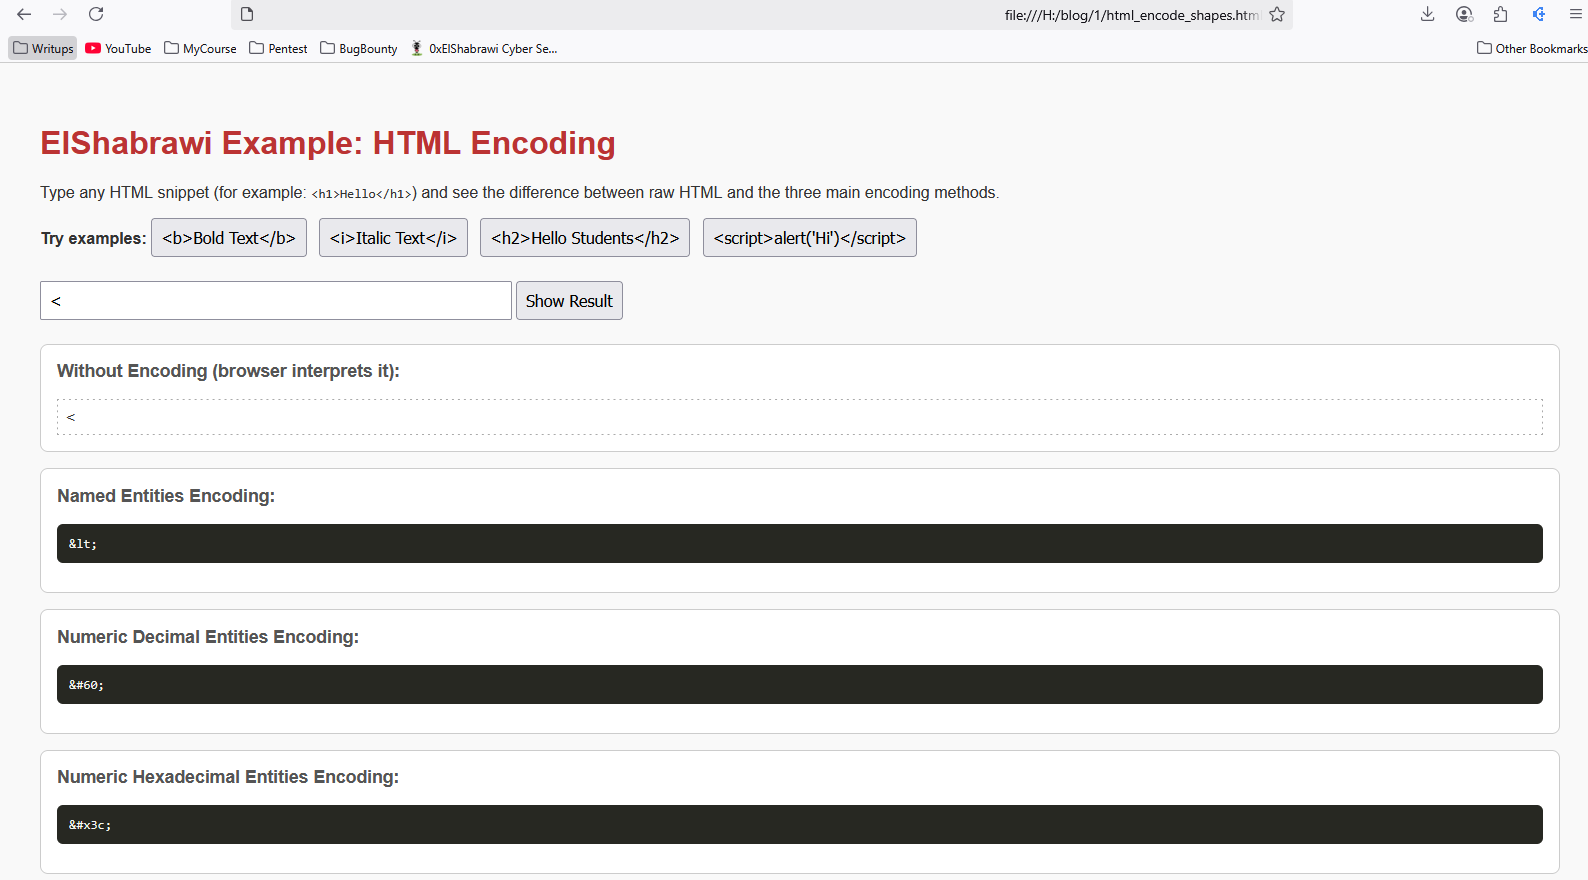 file:///H:/blog/1/html_encode_shapes.html
Writups YouTube MyCourse Pentest BugBounty 0xElShabrawi Cyber Se... Other Bookmarks
ElShabrawi Example: HTML Encoding
Type any HTML snippet (for example: <h1>Hello</h1>) and see the difference between raw HTML and the three main encoding methods.
Try examples: <b>Bold Text</b> <i>Italic Text</i> <h2>Hello Students</h2> <script>alert('Hi')</script>
< Show Result
Without Encoding (browser interprets it):
<
Named Entities Encoding:
&lt;
Numeric Decimal Entities Encoding:
&#60;
Numeric Hexadecimal Entities Encoding:
&#x3c;